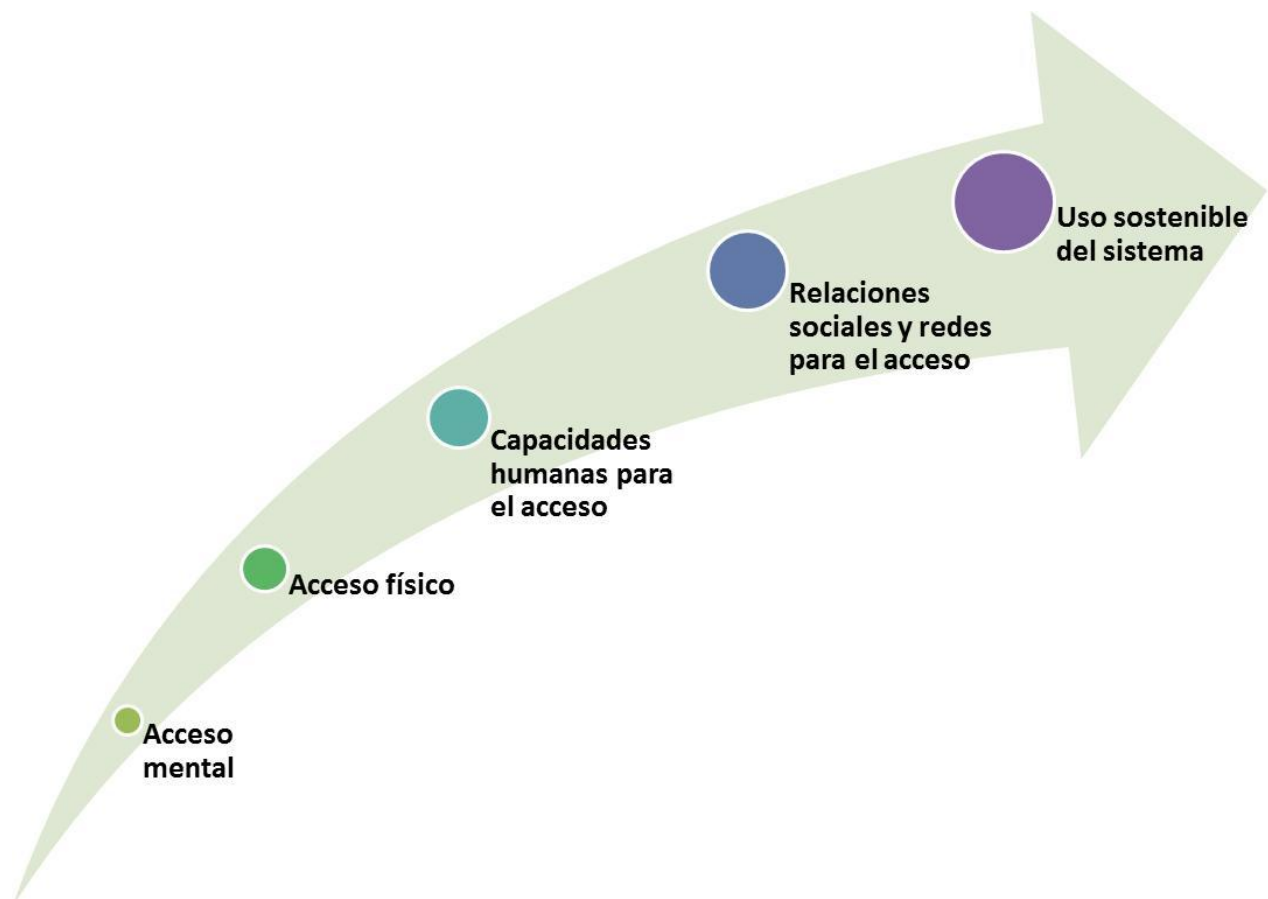 Uso sostenible
del sistema
Relaciones
sociales y redes
para el acceso
Capacidades
humanas para
el acceso
Acceso físico
Acceso
mental